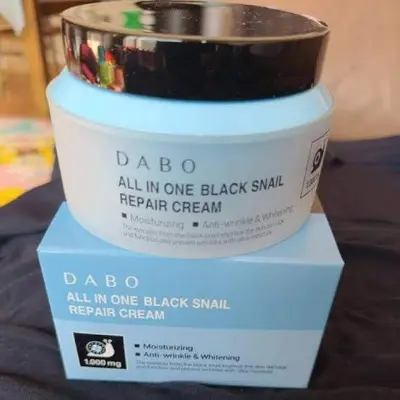 DABO
ALL IN ONE BLACK SNAIL
REPAIR CREAM
Moisturizing Anti-wrinkle & Whitening
DABO
ALL IN ONE BLACK SNAIL
REPAIR CREAM
1.000 mg
Moisturizing
Anti-wrinkle & Whitening